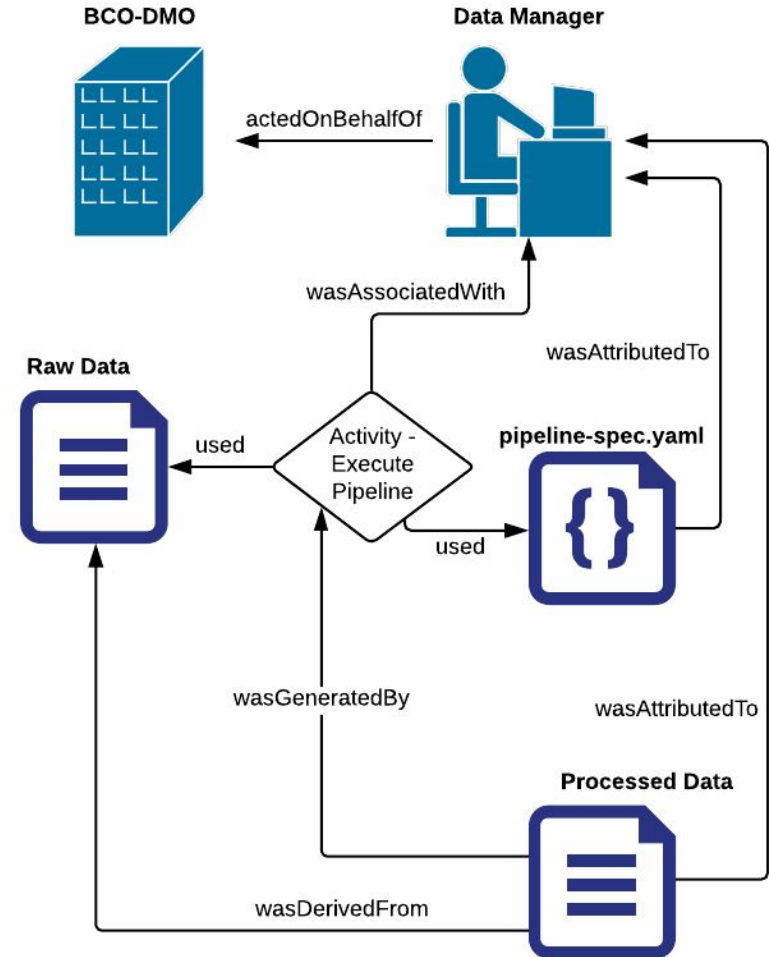 BCO-DMO
Data Manager
actedOnBehalfOf
wasAssociatedWith
wasAttributedTo
Raw Data
used
Activity -
Execute
Pipeline
pipeline-spec.yaml
{}
used
wasGeneratedBy
wasAttributedTo
Processed Data
wasDerivedFrom